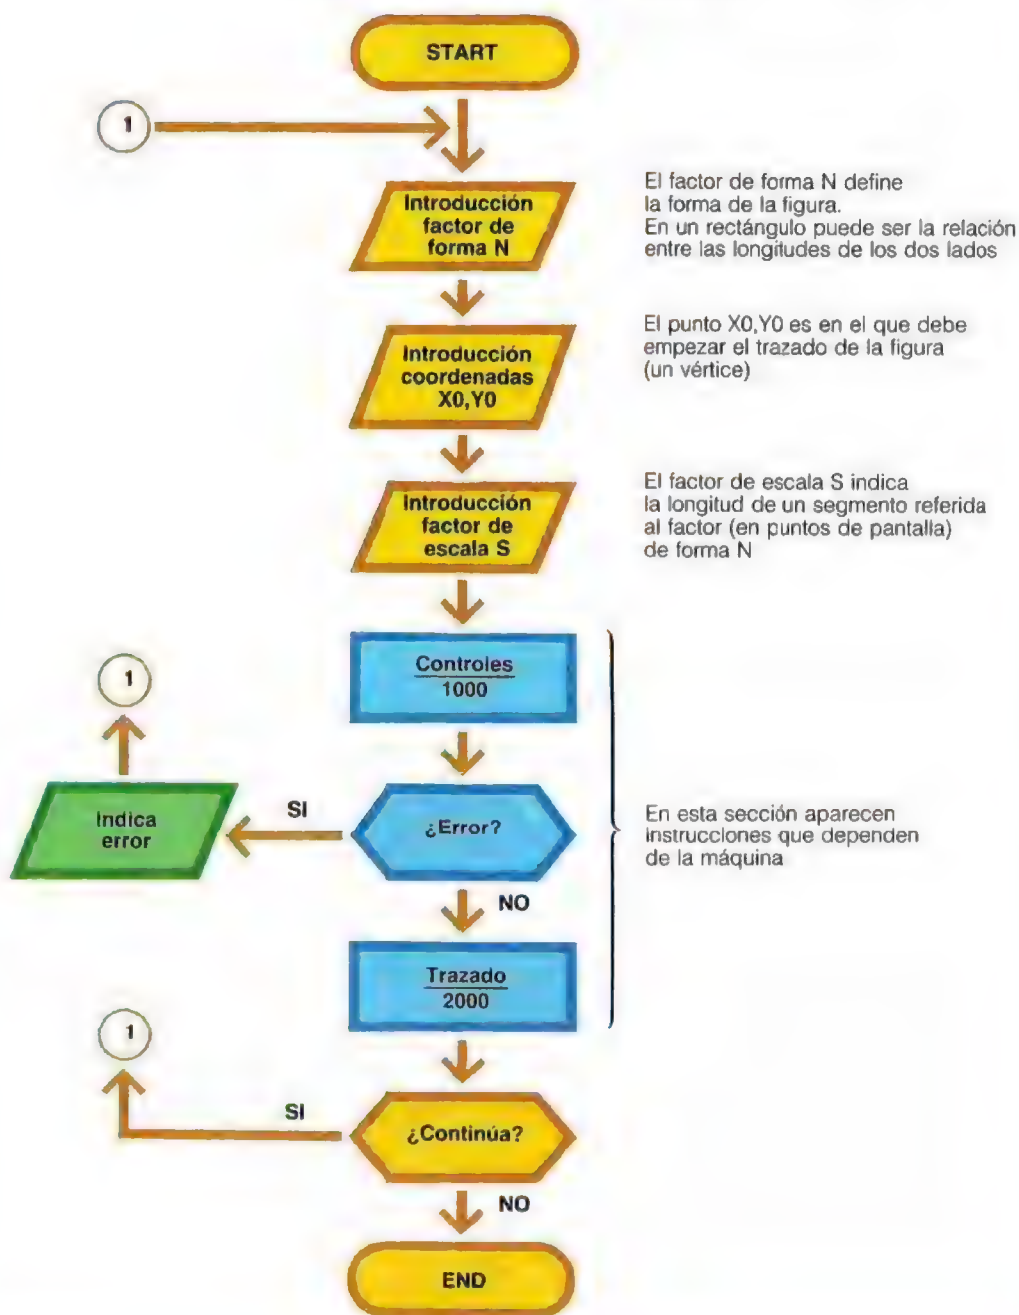 START
1
Introducción
factor de
forma N
El factor de forma N define
la forma de la figura.
En un rectángulo puede ser la relación
entre las longitudes de los dos lados
Introducción
coordenadas
X0,Y0
El punto X0,Y0 es en el que debe
empezar el trazado de la figura
(un vértice)
Introducción
factor de
escala S
El factor de escala S indica
la longitud de un segmento referida
al factor (en puntos de pantalla)
de forma N
Controles
1000
1
Indica
error
SI
¿Error?
En esta sección aparecen
instrucciones que dependen
de la máquina
NO
Trazado
2000
1
SI
¿Continúa?
NO
END